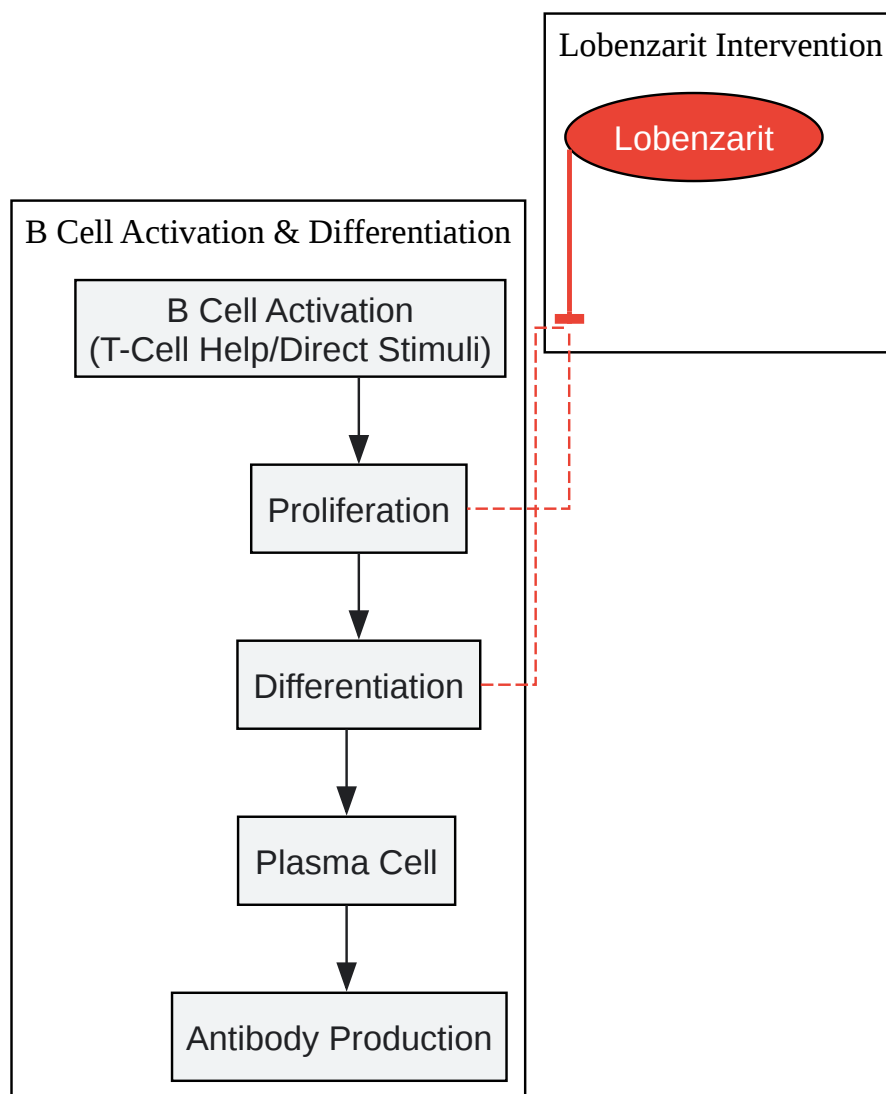 Lobenzarit Intervention
Lobenzarit
B Cell Activation & Differentiation
B Cell Activation
(T-Cell Help/Direct Stimuli)
Proliferation
Differentiation
Plasma Cell
Antibody Production